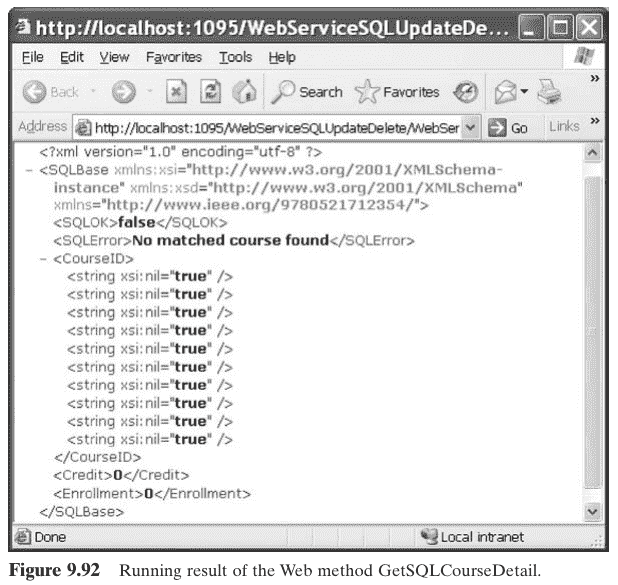 http://localhost:1095/WebServiceSQLUpdateDe...
File Edit View Favorites Tools Help
Back Search Favorites »
Address http://localhost:1095/WebServiceSQLUpdateDelete/WebSer Go Links »
<?xml version="1.0" encoding="utf-8" ?>
- <SQLBase xmlns:xsi="http://www.w3.org/2001/XMLSchema-
instance" xmlns:xsd="http://www.w3.org/2001/XMLSchema"
xmlns="http://www.ieee.org/9780521712354/">
<SQLOK>false</SQLOK>
<SQLError>No matched course found</SQLError>
- <CourseID>
<string xsi:nil="true" />
<string xsi:nil="true" />
<string xsi:nil="true" />
<string xsi:nil="true" />
<string xsi:nil="true" />
<string xsi:nil="true" />
<string xsi:nil="true" />
<string xsi:nil="true" />
<string xsi:nil="true" />
<string xsi:nil="true" />
</CourseID>
<Credit>0</Credit>
<Enrollment>0</Enrollment>
</SQLBase>
Done Local intranet
Figure 9.92 Running result of the Web method GetSQLCourseDetail.